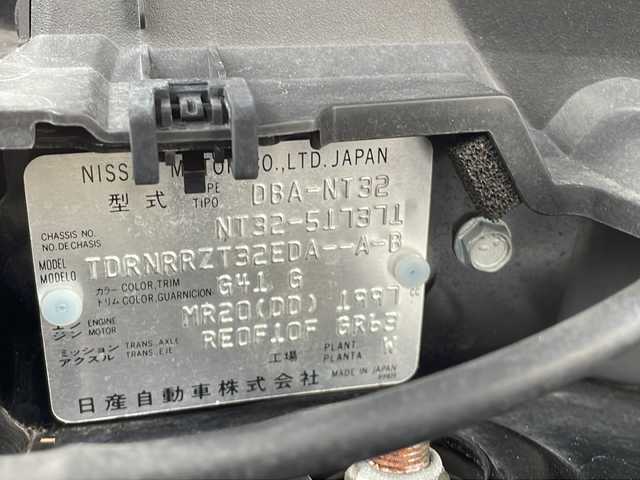 NISS M TOR CO.,LTD. JAPAN
型式 TYPE TIPO DBA-NT32
CHASSIS NO. NO.DE CHASIS NT32-517371
MODEL MODELO TDRNRRZT32EDA--A-B
カラー トリム COLOR,TRIM COLOR,GUARNICION G41 G
エンジン ENGINE MOTOR MR20(DD) 1997 cc
ミッション アクスル TRANS.AXLE TRANS.EJE RE0F10F GR63
工場 PLANT PLANTA W
日産自動車株式会社 MADE IN JAPAN